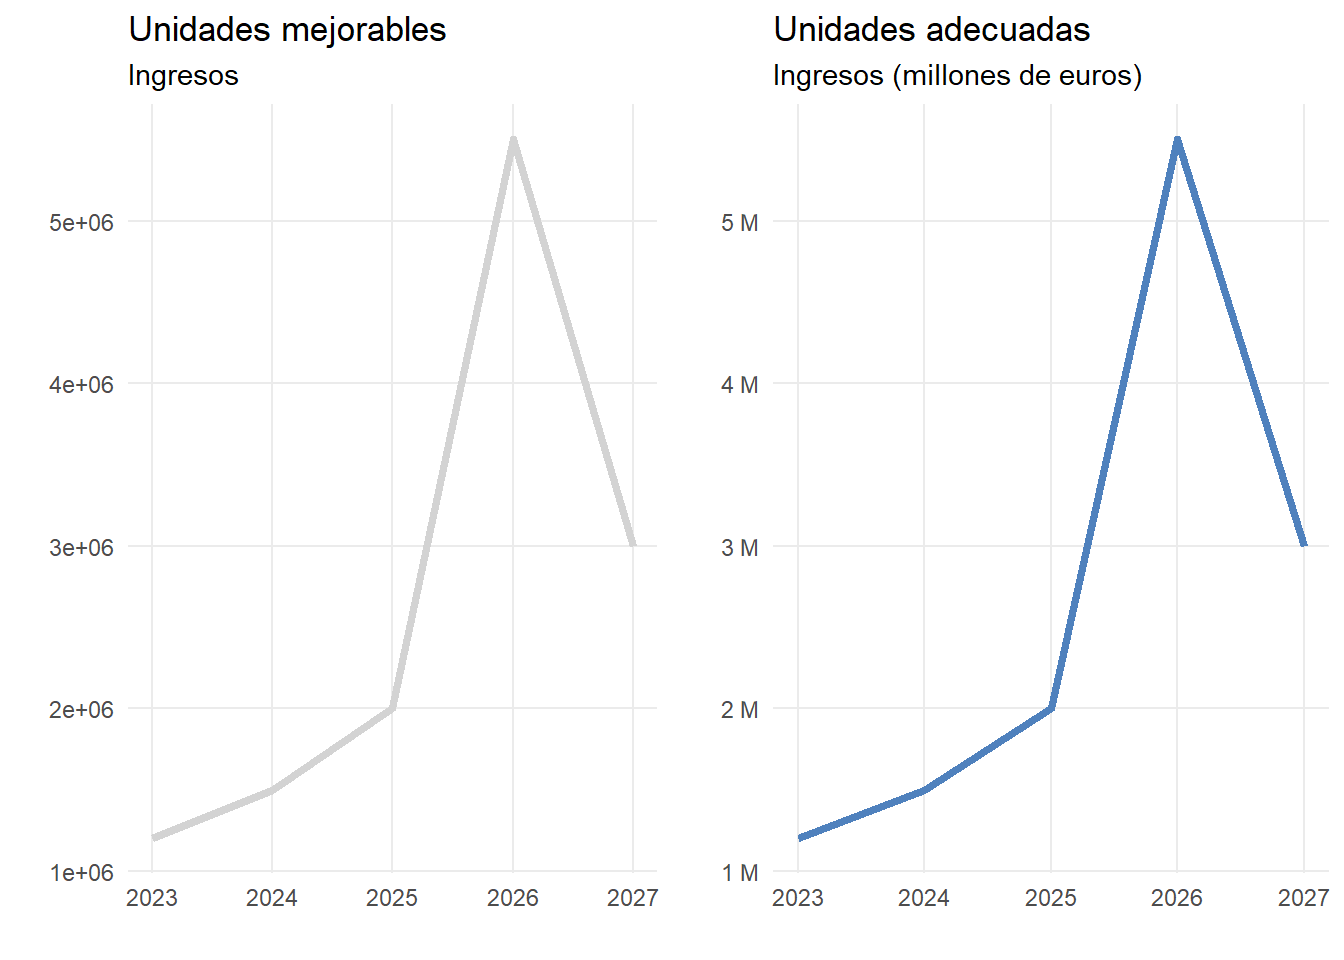 Unidades mejorables
Ingresos
5e+06
4e+06
3e+06
2e+06
1e+06
2023 2024 2025 2026 2027
Unidades adecuadas
Ingresos (millones de euros)
5 M
4 M
3 M
2 M
1 M
2023 2024 2025 2026 2027